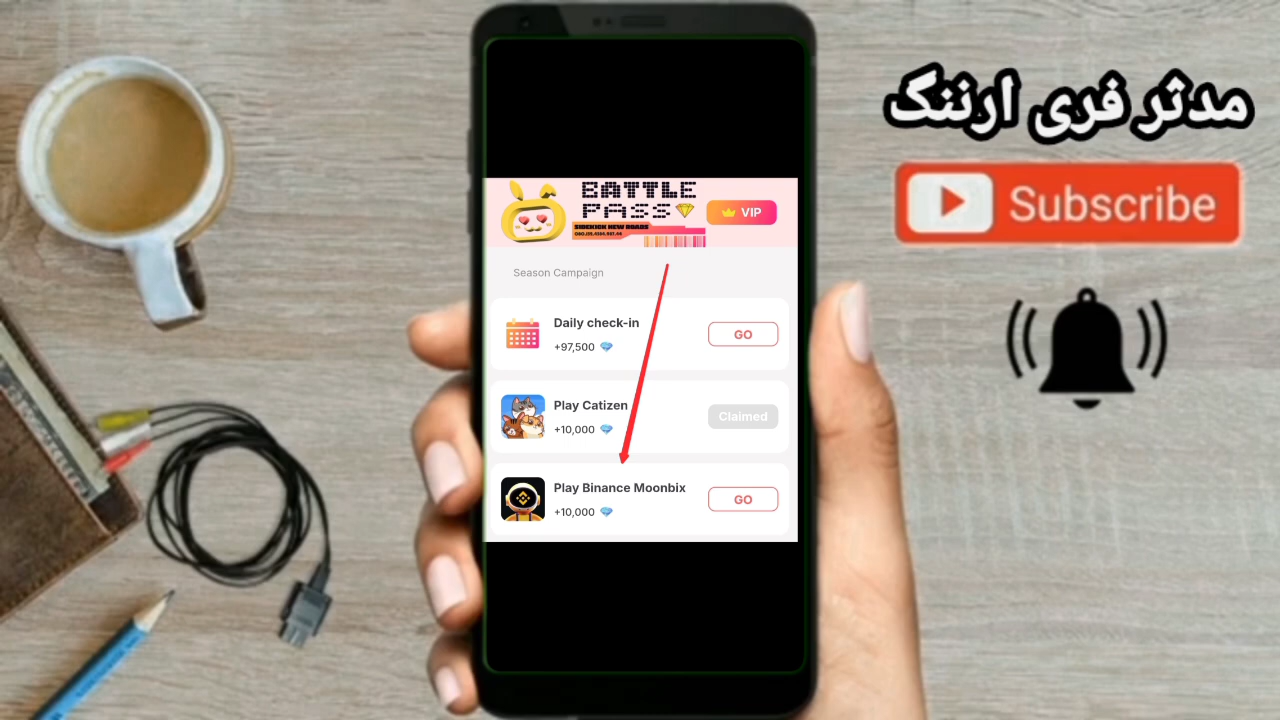 مدثر فری ارننگ
Subscribe
BATTLE
PASS
VIP
SIDEKICK NEW ROADS
Season Campaign
Daily check-in
+97,500
GO
Play Catizen
+10,000
Claimed
Play Binance Moonbix
+10,000
GO